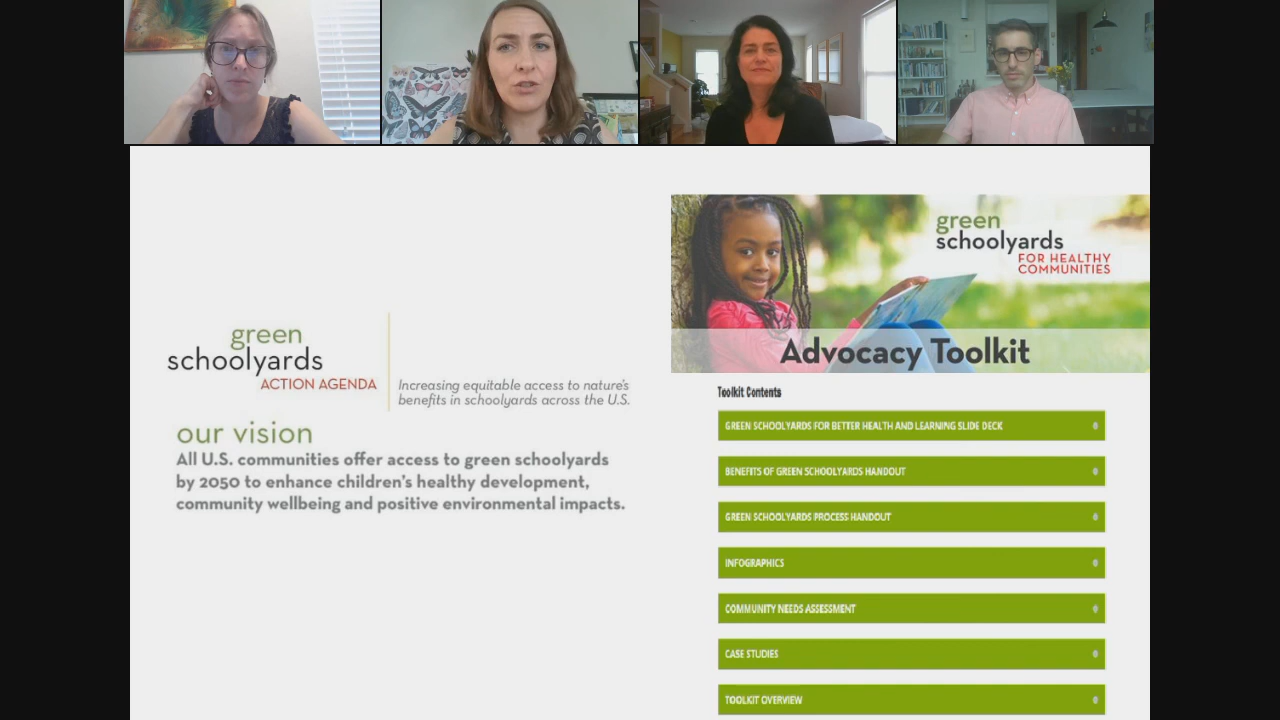 green
schoolyards
ACTION AGENDA
Increasing equitable access to nature's
benefits in schoolyards across the U.S.
our vision
All U.S. communities offer access to green schoolyards
by 2050 to enhance children's healthy development,
community wellbeing and positive environmental impacts.
green
schoolyards
FOR HEALTHY
COMMUNITIES
Advocacy Toolkit
Toolkit Contents
GREEN SCHOOLYARDS FOR BETTER HEALTH AND LEARNING SLIDE DECK
BENEFITS OF GREEN SCHOOLYARDS HANDOUT
GREEN SCHOOLYARDS PROCESS HANDOUT
INFOGRAPHICS
COMMUNITY NEEDS ASSESSMENT
CASE STUDIES
TOOLKIT OVERVIEW